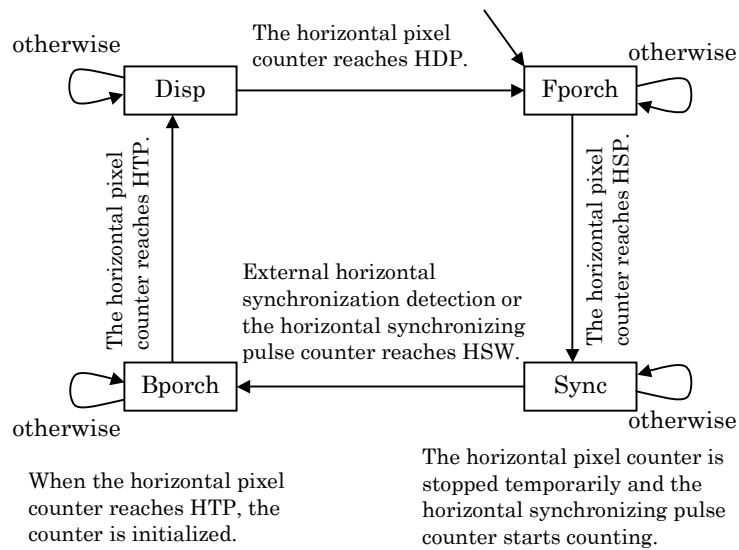 otherwise
The horizontal pixel
counter reaches HDP.
otherwise
Disp
Fporch
The horizontal pixel
counter reaches HTP.
The horizontal pixel
counter reaches HSP.
External horizontal
synchronization detection or
the horizontal synchronizing
pulse counter reaches HSW.
Bporch
Sync
otherwise
otherwise
When the horizontal pixel
counter reaches HTP, the
counter is initialized.
The horizontal pixel counter is
stopped temporarily and the
horizontal synchronizing pulse
counter starts counting.